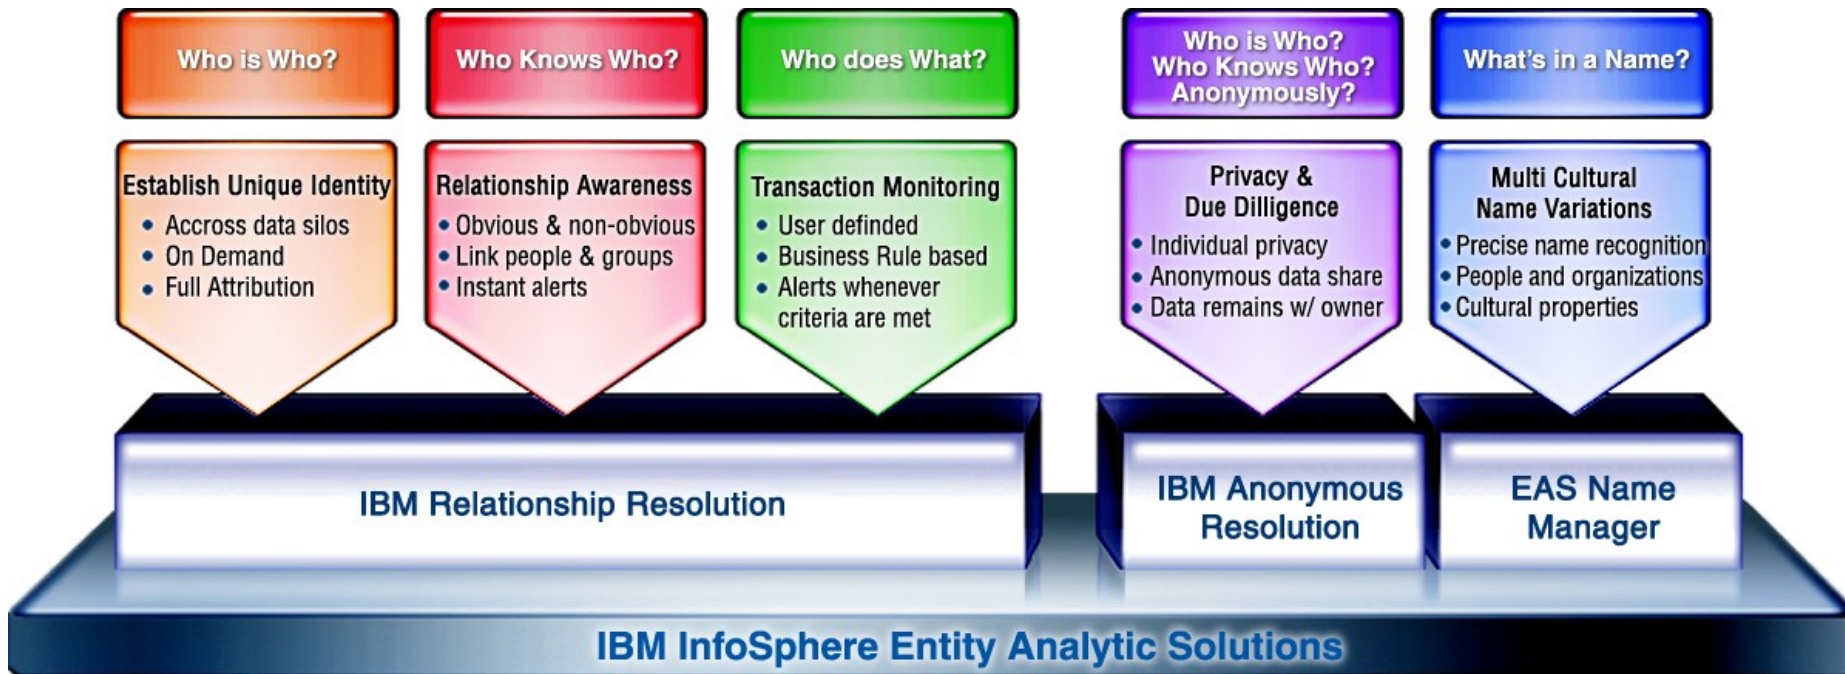 Who is Who?
Who Knows Who?
Who does What?
Who is Who?
Who Knows Who?
Anonymously?
What's in a Name?
Establish Unique Identity
• Accross data silos
• On Demand
• Full Attribution
Relationship Awareness
• Obvious & non-obvious
• Link people & groups
• Instant alerts
Transaction Monitoring
• User definded
• Business Rule based
• Alerts whenever
criteria are met
Privacy &
Due Dilligence
• Individual privacy
• Anonymous data share
• Data remains w/ owner
Multi Cultural
Name Variations
• Precise name recognition
• People and organizations
• Cultural properties
IBM Relationship Resolution
IBM Anonymous
Resolution
EAS Name
Manager
IBM InfoSphere Entity Analytic Solutions